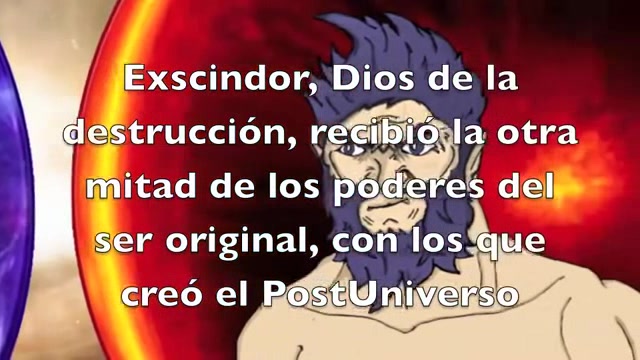 Exscindor, Dios de la
destrucción, recibió la otra
mitad de los poderes del
ser original, con los que
creó el PostUniverso